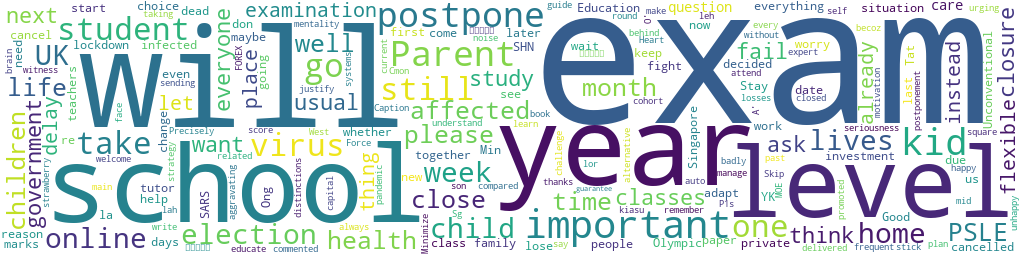 will
exam
school
year
level
student
postpone
Parent
important
UK
examination
next
start
cancel
lockdown
infected
choice
dead
Education
question
everything
situation
care
flexclosure
round
make
now
guide
O'
leh
self
every
without
becoz
brain
need
maybe
don
well
everyone
place
go
usual
still
study
first
come
later
SHN
wait
keep
behind
Heart
expert
attend
urging
worry
fail
decided
fight
losses
A'
month
Stay
date
closed
already
last
Tat
instead
Unconventional
motivation
postponement
life
witness
sending
even
teachers
delay
re
let
change
face
FOREX
going
justify
systems
mentality
taking
noise
current
Cmon
Caption
affected
please
see
book
understand
cohort
children
government
take
Precisely
whether
score
West
Force
want
virus
thing
pandemic
week
together
Min
classes
time
learn
challenge
alternative
Singapore
work
ask
lives
investment
seriousness
kid
square
due
happy
strawberry
reason
marks
online
welcome
strategy
related
tutor
help
la
lah
main
days
write
election
SARS
educate
commented
aggravating
Ong
distinctions
capital
health
close
child
new
always
Minimize
class
family
son
compared
Sg
lose
say
kiasu
people
thanks
lor
guarantee
remember
Olympic
paper
one
private
Pls
badly
manage
auto
adapt
past
Skip
YK
MOE
think
home
promoted
delivered
Good
frequent
us
mid
PSLE
stick
plan
cancelled
unhappy